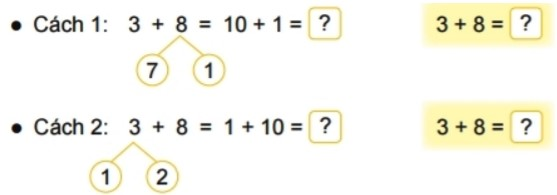 • Cách 1: 3 + 8 = 10 + 1 = ? 3 + 8 = ?
7 1
• Cách 2: 3 + 8 = 1 + 10 = ? 3 + 8 = ?
1 2